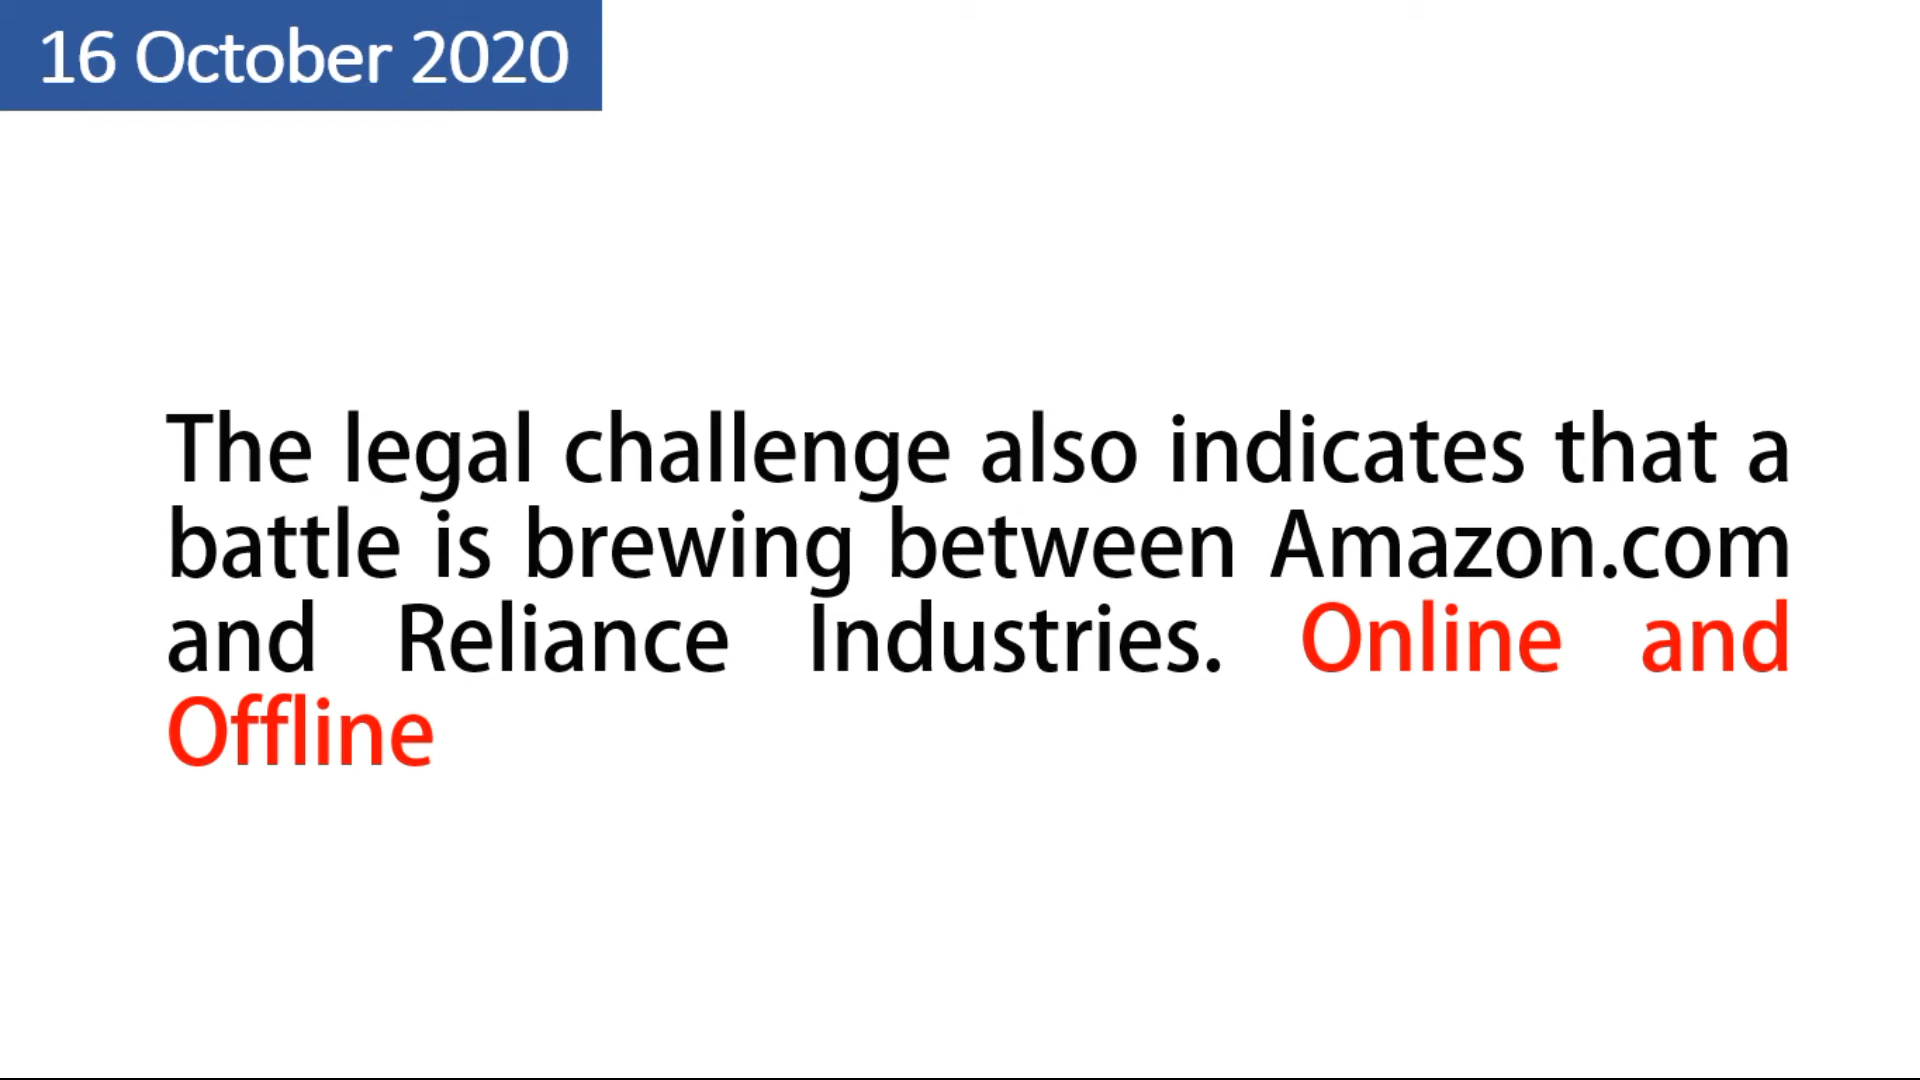 16 October 2020
The legal challenge also indicates that a
battle is brewing between Amazon.com
and Reliance Industries. Online and
Offline